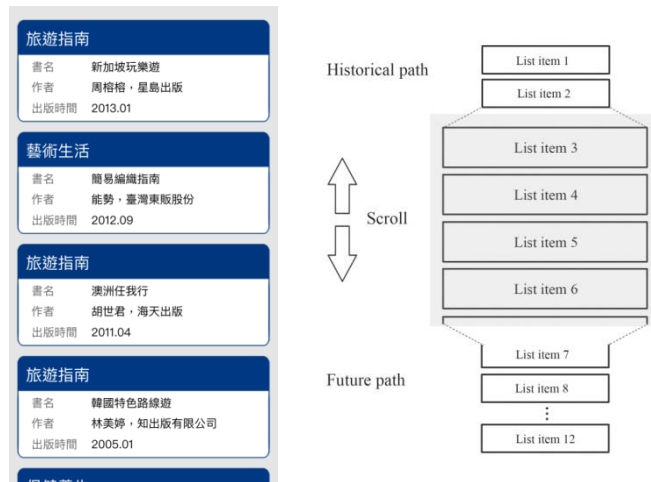 旅遊指南
書名 新加坡玩樂遊
作者 周榕榕，星島出版
出版時間 2013.01
藝術生活
書名 簡易編織指南
作者 能勢，臺灣東販股份
出版時間 2012.09
旅遊指南
書名 澳洲任我行
作者 胡世君，海天出版
出版時間 2011.04
旅遊指南
書名 韓國特色路線遊
作者 林美婷，知出版有限公司
出版時間 2005.01
Historical path
List item 1
List item 2
List item 3
List item 4
Scroll
List item 5
List item 6
List item 7
Future path
List item 8
List item 12